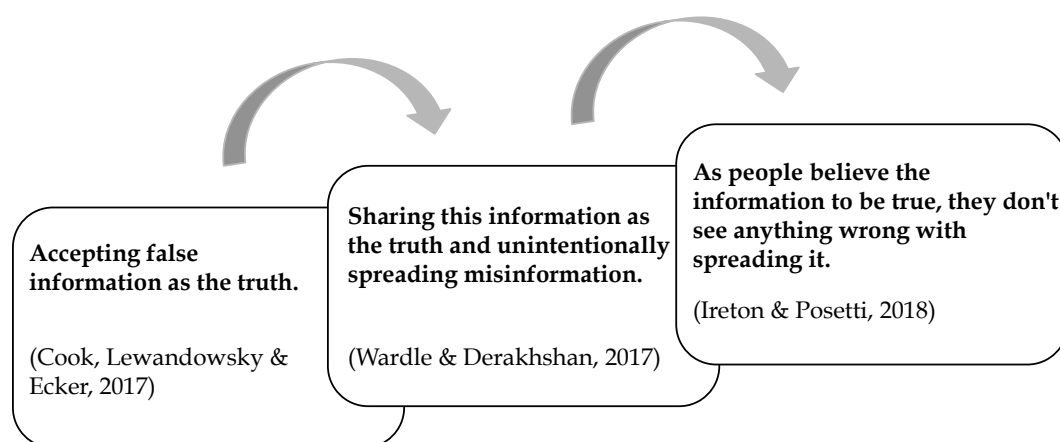 Accepting false
information as the truth.
(Cook, Lewandowsky &
Ecker, 2017)
Sharing this information as
the truth and unintentionally
spreading misinformation.
(Wardle & Derakhshan, 2017)
As people believe the
information to be true, they don't
see anything wrong with
spreading it.
(Ireton & Posetti, 2018)